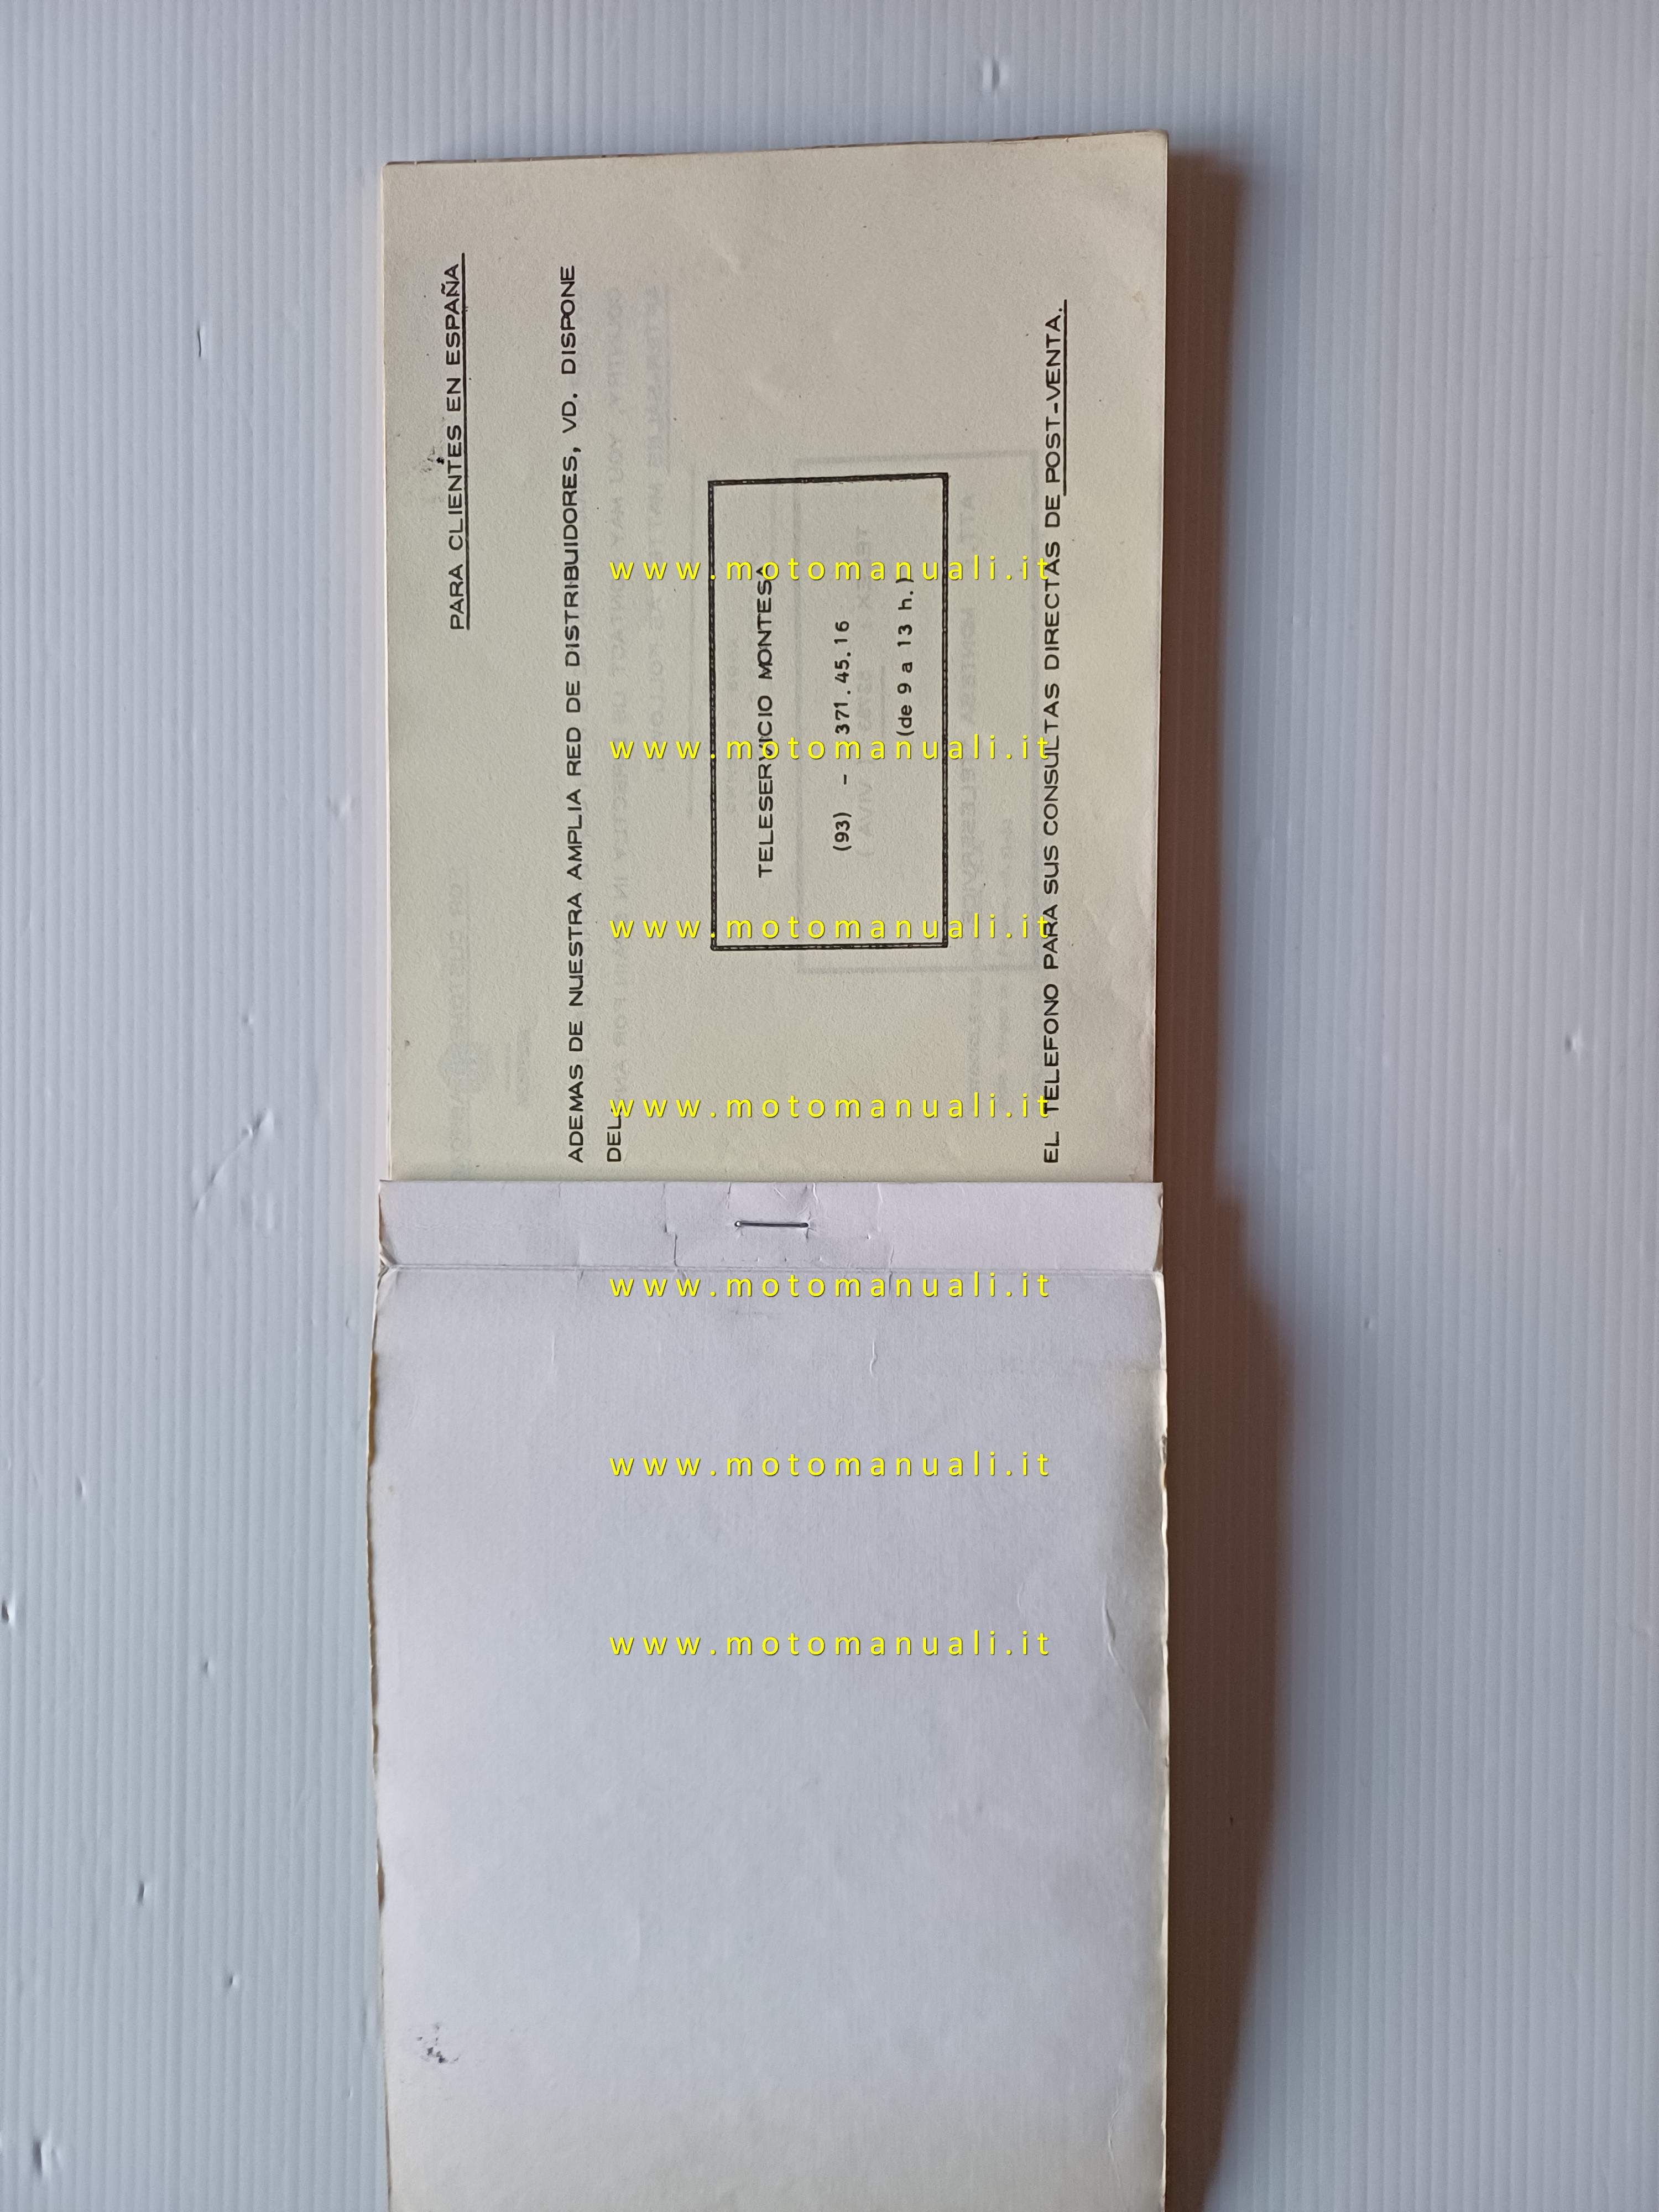 PARA CLIENTES EN ESPAÑA
ADEMAS DE NUESTRA AMPLIA RED DE DISTRIBUIDORES, VD. DISPONE
DEL:
TELESERVICIO MONTESA
(93) - 371.45.16
(de 9 a 13 h.)
EL TELEFONO PARA SUS CONSULTAS DIRECTAS DE POST-VENTA.
www.motomanuali.it
www.motomanuali.it
www.motomanuali.it
www.motomanuali.it
www.motomanuali.it
www.motomanuali.it
www.motomanuali.it